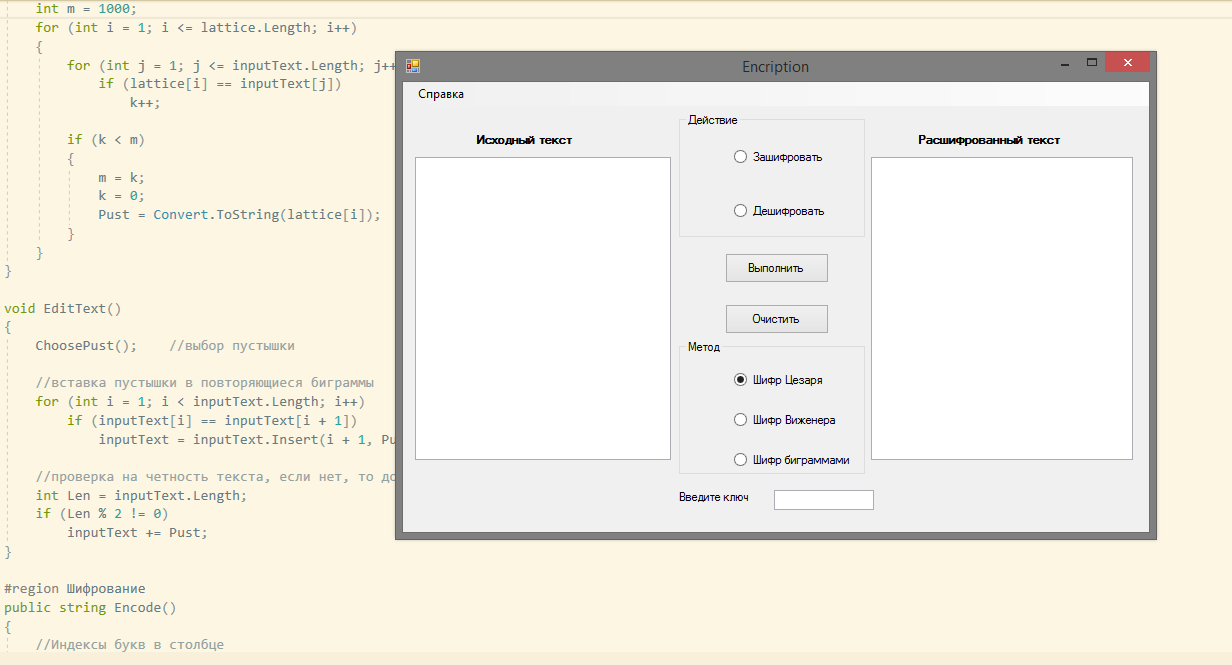 int m = 1000;
for (int i = 1; i <= lattice.Length; i++)
{
for (int j = 1; j <= inputText.Length; j++
if (lattice[i] == inputText[j])
k++;
if (k < m)
{
m = k;
k = 0;
Pust = Convert.ToString(lattice[i]);
}
}
}
void EditText()
{
ChoosePust();    //выбор пустышки
//вставка пустышки в повторяющиеся биграммы
for (int i = 1; i < inputText.Length; i++)
if (inputText[i] == inputText[i + 1])
inputText = inputText.Insert(i + 1, Pu
//проверка на четность текста, если нет, то до
int Len = inputText.Length;
if (Len % 2 != 0)
inputText += Pust;
}
#region Шифрование
public string Encode()
{
//Индексы букв в столбце
Encription
Справка
Исходный текст
Действие
Зашифровать
Дешифровать
Выполнить
Очистить
Метод
Шифр Цезаря
Шифр Виженера
Шифр биграммами
Введите ключ
Расшифрованный текст